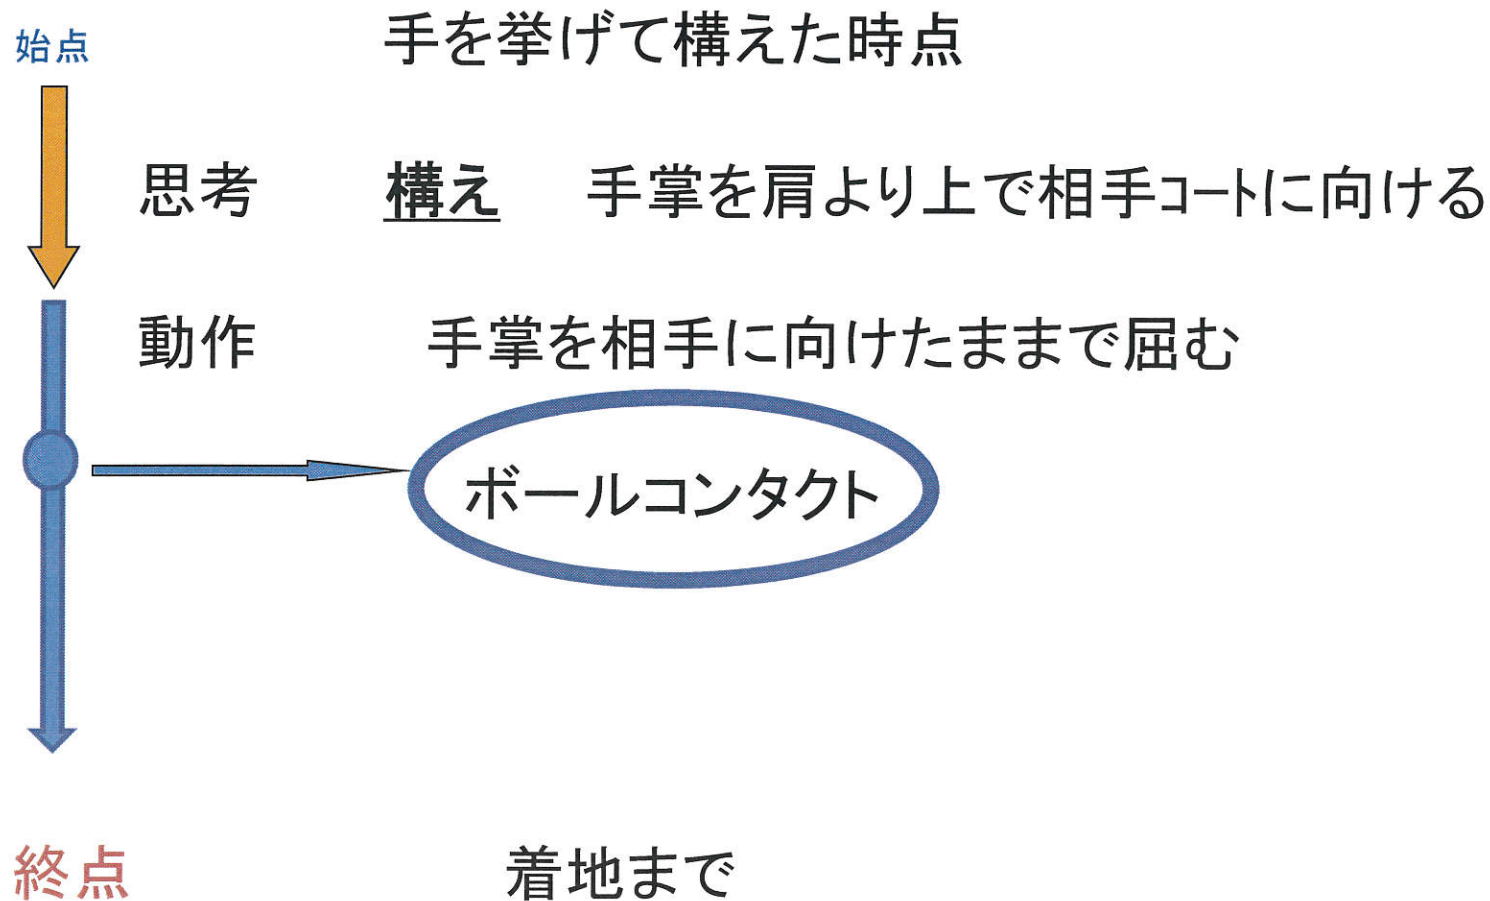 始点 手を挙げて構えた時点
思考 構え 手掌を肩より上で相手コートに向ける
動作 手掌を相手に向けたままで屈む
ボールコンタクト
終点 着地まで